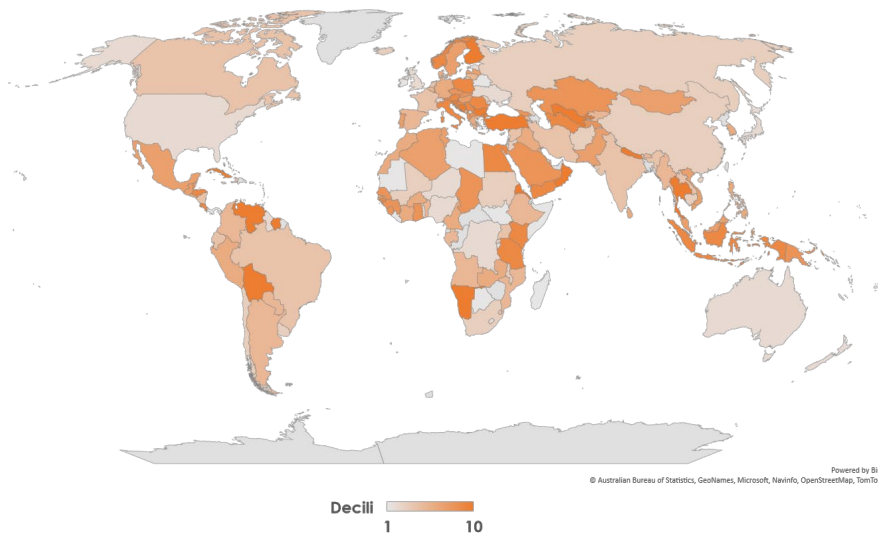 Powered by Bi
© Australian Bureau of Statistics, GeoNames, Microsoft, Navinfo, OpenStreetMap, TomTo
Decili
1 10